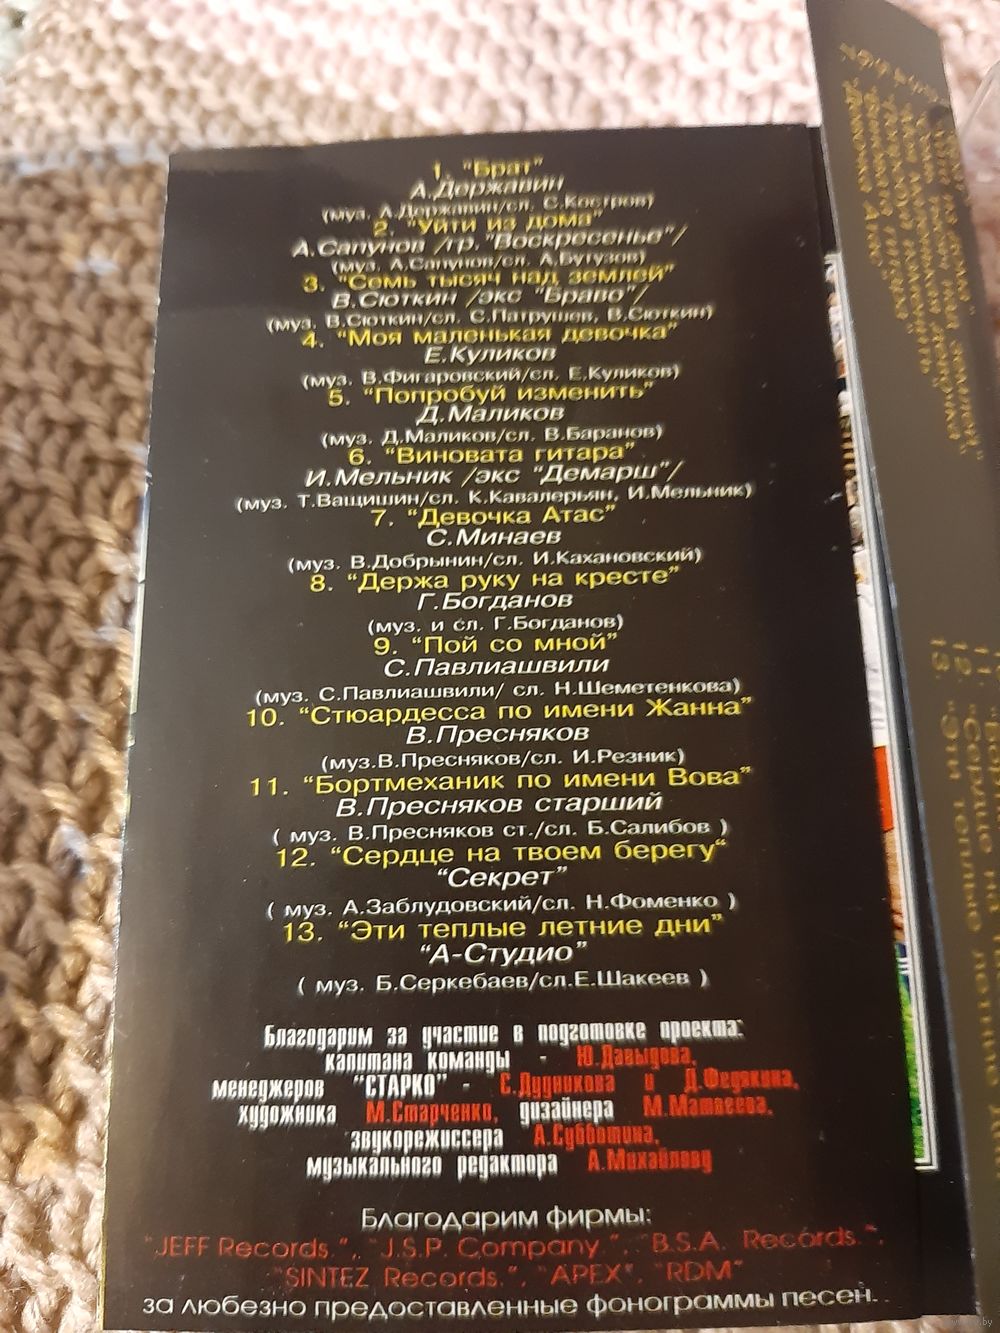 1. "Брат"
А.Державин
(муз. А.Державин/сл. С.Костров)
2. "Уйти из дома"
А.Сапунов /гр. "Воскресенье"/
(муз. А.Сапунов/сл. А.Бутузов)
3. "Семь тысяч над землей"
В.Сюткин /экс "Браво"/
(муз. В.Сюткин/сл. С.Патрушев, В.Сюткин)
4. "Моя маленькая девочка"
Е.Куликов
(муз. В.Фигаровский/сл. Е.Куликов)
5. "Попробуй изменить"
Д.Маликов
(муз. Д.Маликов/сл. В.Баранов)
6. "Виновата гитара"
И.Мельник /экс "Демарш"/
(муз. Т.Ващишин/сл. К.Кавалерьян, И.Мельник)
7. "Девочка Атас"
С.Минаев
(муз. В.Добрынин/сл. И.Кахановский)
8. "Держа руку на кресте"
Г.Богданов
(муз. и сл. Г.Богданов)
9. "Пой со мной"
С.Павлиашвили
(муз. С.Павлиашвили/ сл. Н.Шеметенкова)
10. "Стюардесса по имени Жанна"
В.Пресняков
(муз.В.Пресняков/сл. И.Резник)
11. "Бортмеханик по имени Вова"
В.Пресняков старший
( муз. В.Пресняков ст./сл. Б.Салибов )
12. "Сердце на твоем берегу"
"Секрет"
( муз. А.Заблудовский/сл. Н.Фоменко )
13. "Эти теплые летние дни"
"А-Студио"
( муз. Б.Серкебаев/сл.Е.Шакеев )
Благодарим за участие в подготовке проекта:
капитана команды - Ю.Давыдова,
менеджеров "СТАРКО" - С.Дудникова и Д.Федякина,
художника М.Старченко, дизайнера М.Матвеева,
звукорежиссера А.Субботина,
музыкального редактора А.Михайлову
Благодарим фирмы:
"JEFF Records.", "J.S.P. Company.", "B.S.A. Records.",
"SINTEZ Records.", "APEX", "RDM"
за любезно предоставленные фонограммы песен.